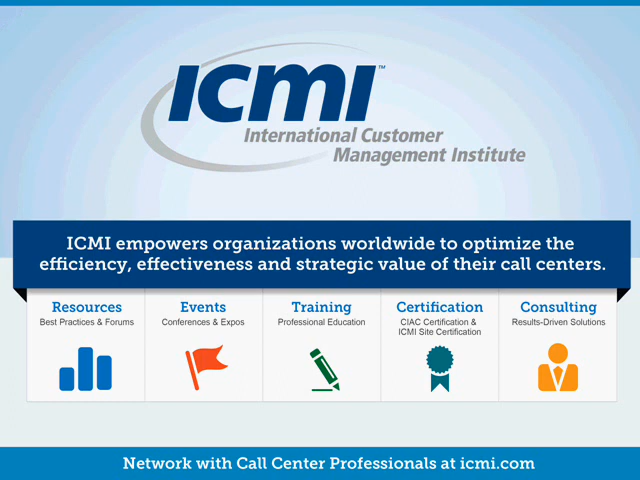 ICMI™
International Customer
Management Institute
ICMI empowers organizations worldwide to optimize the
efficiency, effectiveness and strategic value of their call centers.
Resources
Best Practices & Forums
Events
Conferences & Expos
Training
Professional Education
Certification
CIAC Certification &
ICMI Site Certification
Consulting
Results-Driven Solutions
Network with Call Center Professionals at icmi.com